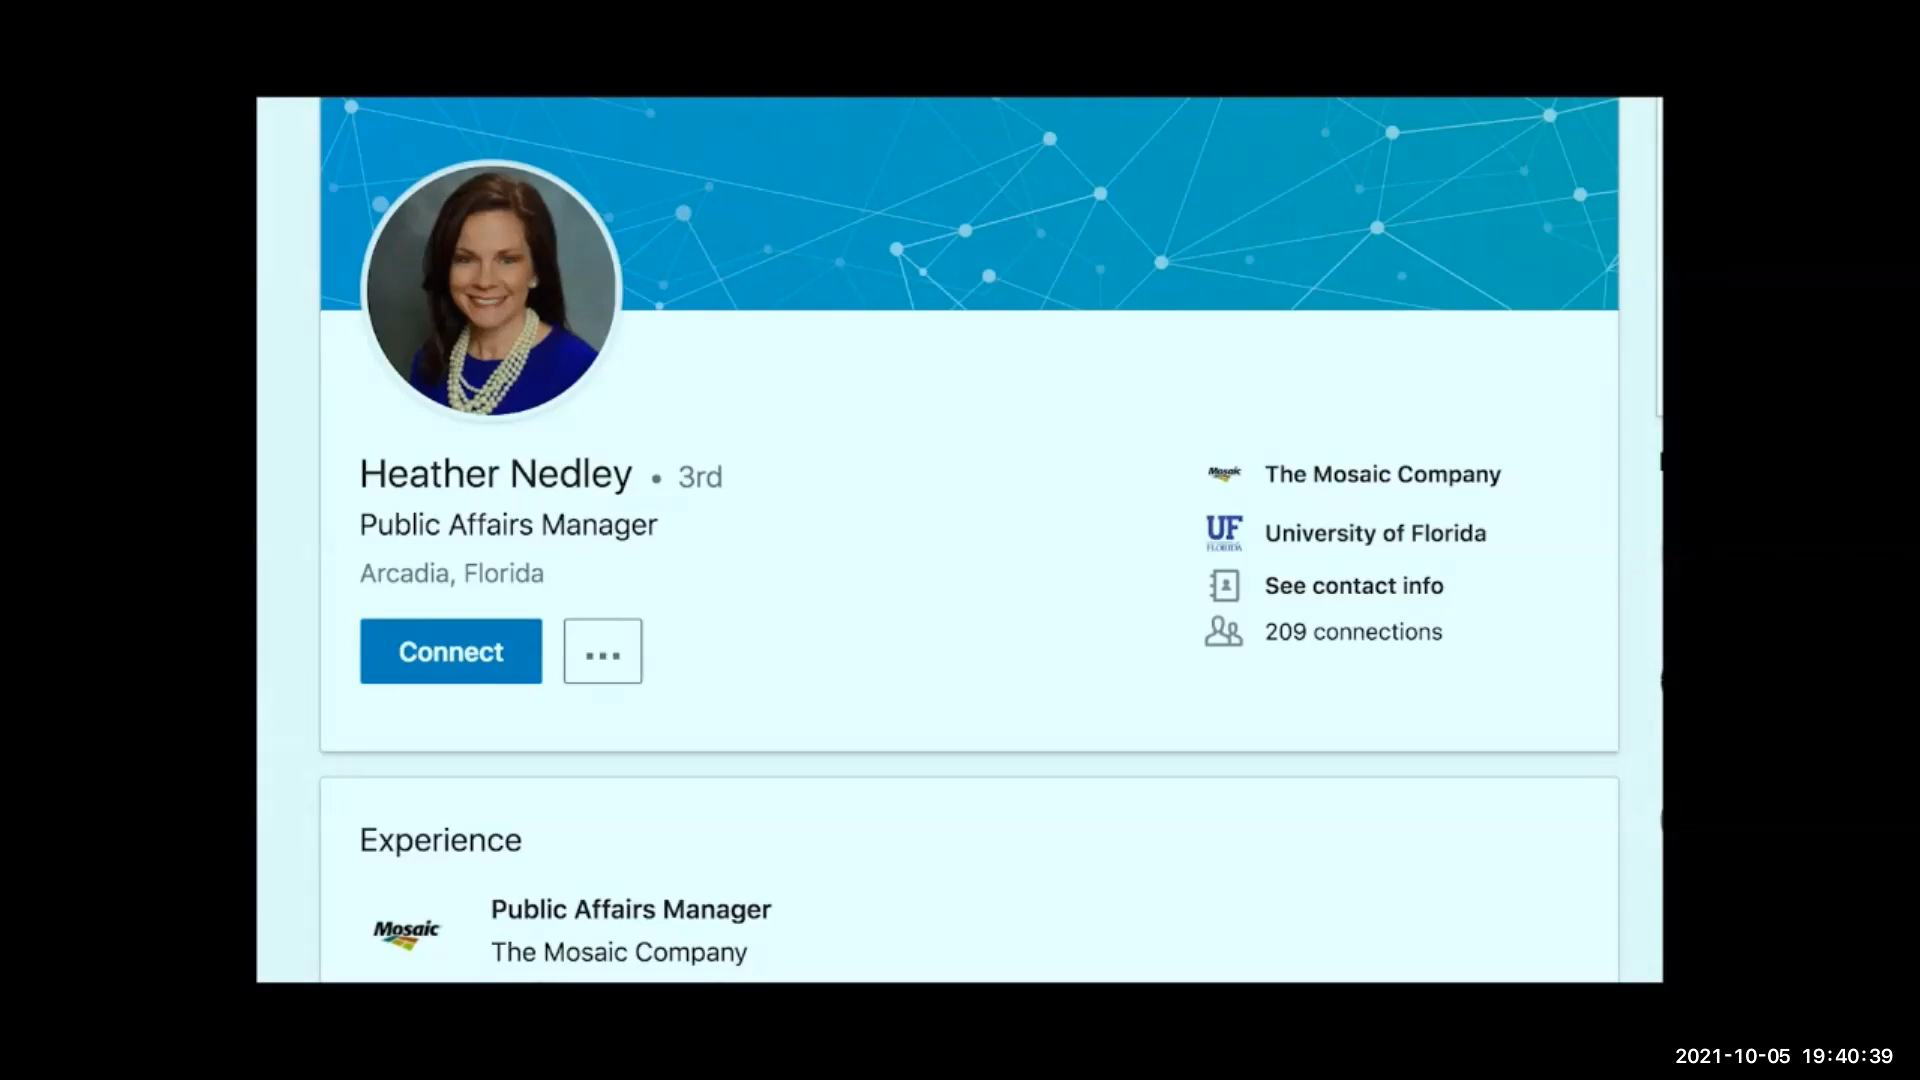 Heather Nedley • 3rd
Public Affairs Manager
Arcadia, Florida
Connect
...
Mosaic
The Mosaic Company
UF
FLORIDA
University of Florida
See contact info
209 connections
Experience
Mosaic
Public Affairs Manager
The Mosaic Company
2021-10-05 19:40:39